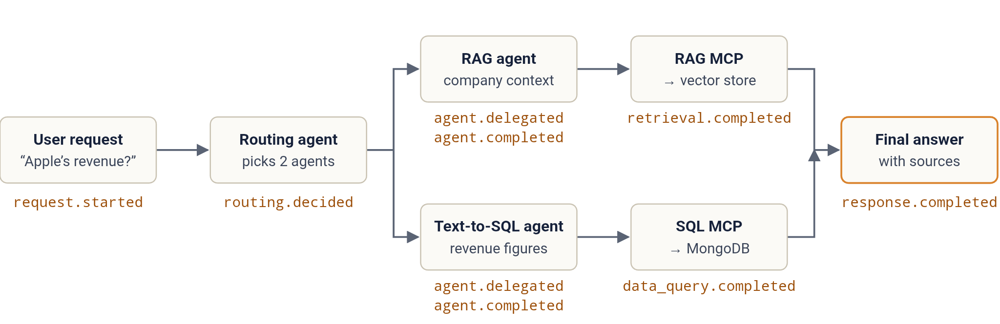 User request
“Apple’s revenue?”
request.started
Routing agent
picks 2 agents
routing.decided
RAG agent
company context
agent.delegated
agent.completed
RAG MCP
→ vector store
retrieval.completed
Text-to-SQL agent
revenue figures
agent.delegated
agent.completed
SQL MCP
→ MongoDB
data_query.completed
Final answer
with sources
response.completed